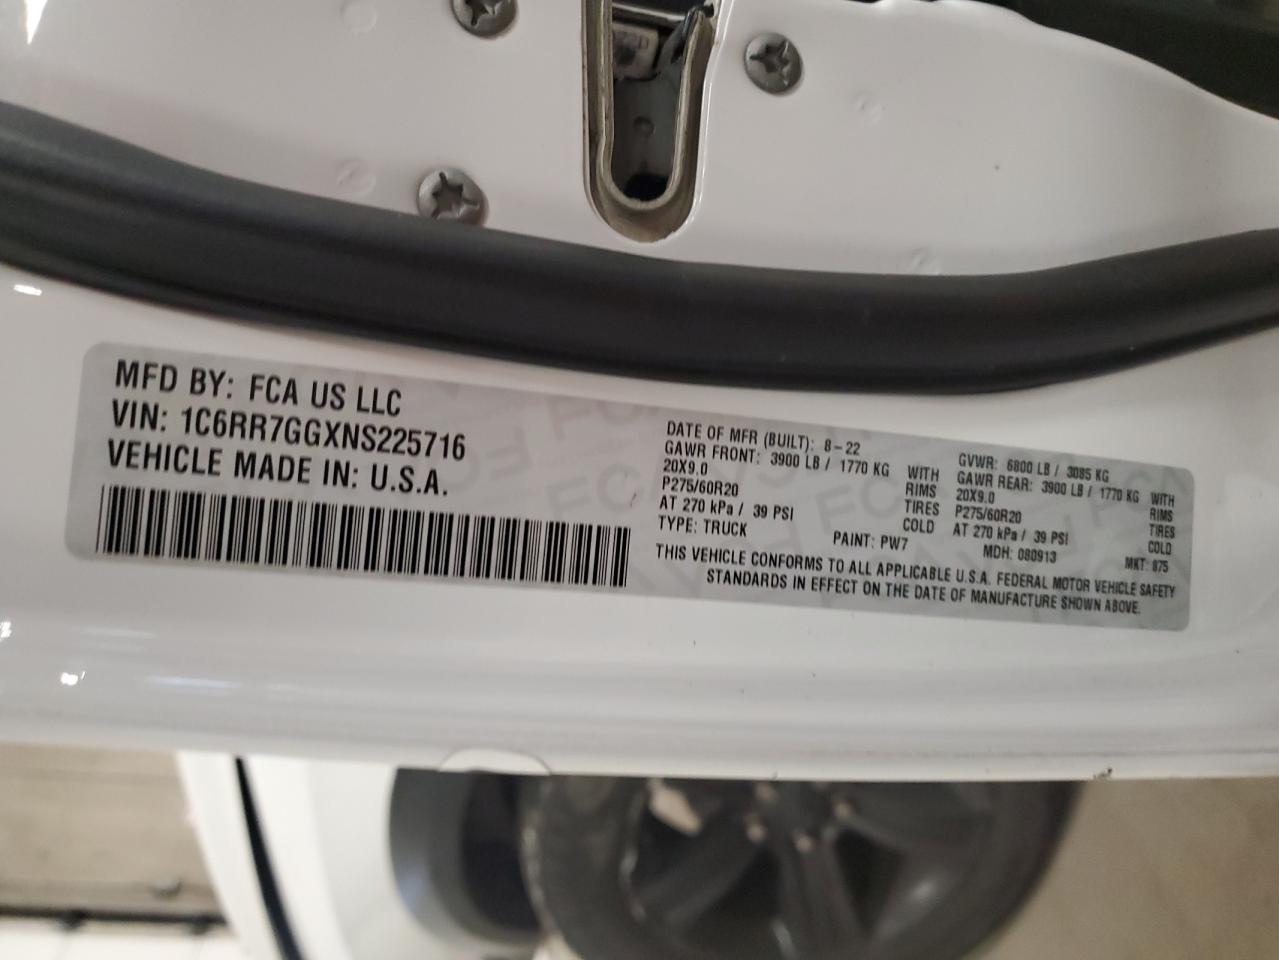 MFD BY: FCA US LLC
VIN: 1C6RR7GGXNS225716
VEHICLE MADE IN: U.S.A.
DATE OF MFR (BUILT): 8-22
GVWR: 6800 LB / 3085 KG
GAWR FRONT: 3900 LB / 1770 KG WITH
20X9.0 RIMS
P275/60R20 TIRES
AT 270 kPa / 39 PSI COLD
GAWR REAR: 3900 LB / 1770 KG WITH
20X9.0 RIMS
P275/60R20 TIRES
AT 270 kPa / 39 PSI COLD
TYPE: TRUCK PAINT: PW7 MDH: 080913 MKT: 875
THIS VEHICLE CONFORMS TO ALL APPLICABLE U.S.A. FEDERAL MOTOR VEHICLE SAFETY
STANDARDS IN EFFECT ON THE DATE OF MANUFACTURE SHOWN ABOVE.